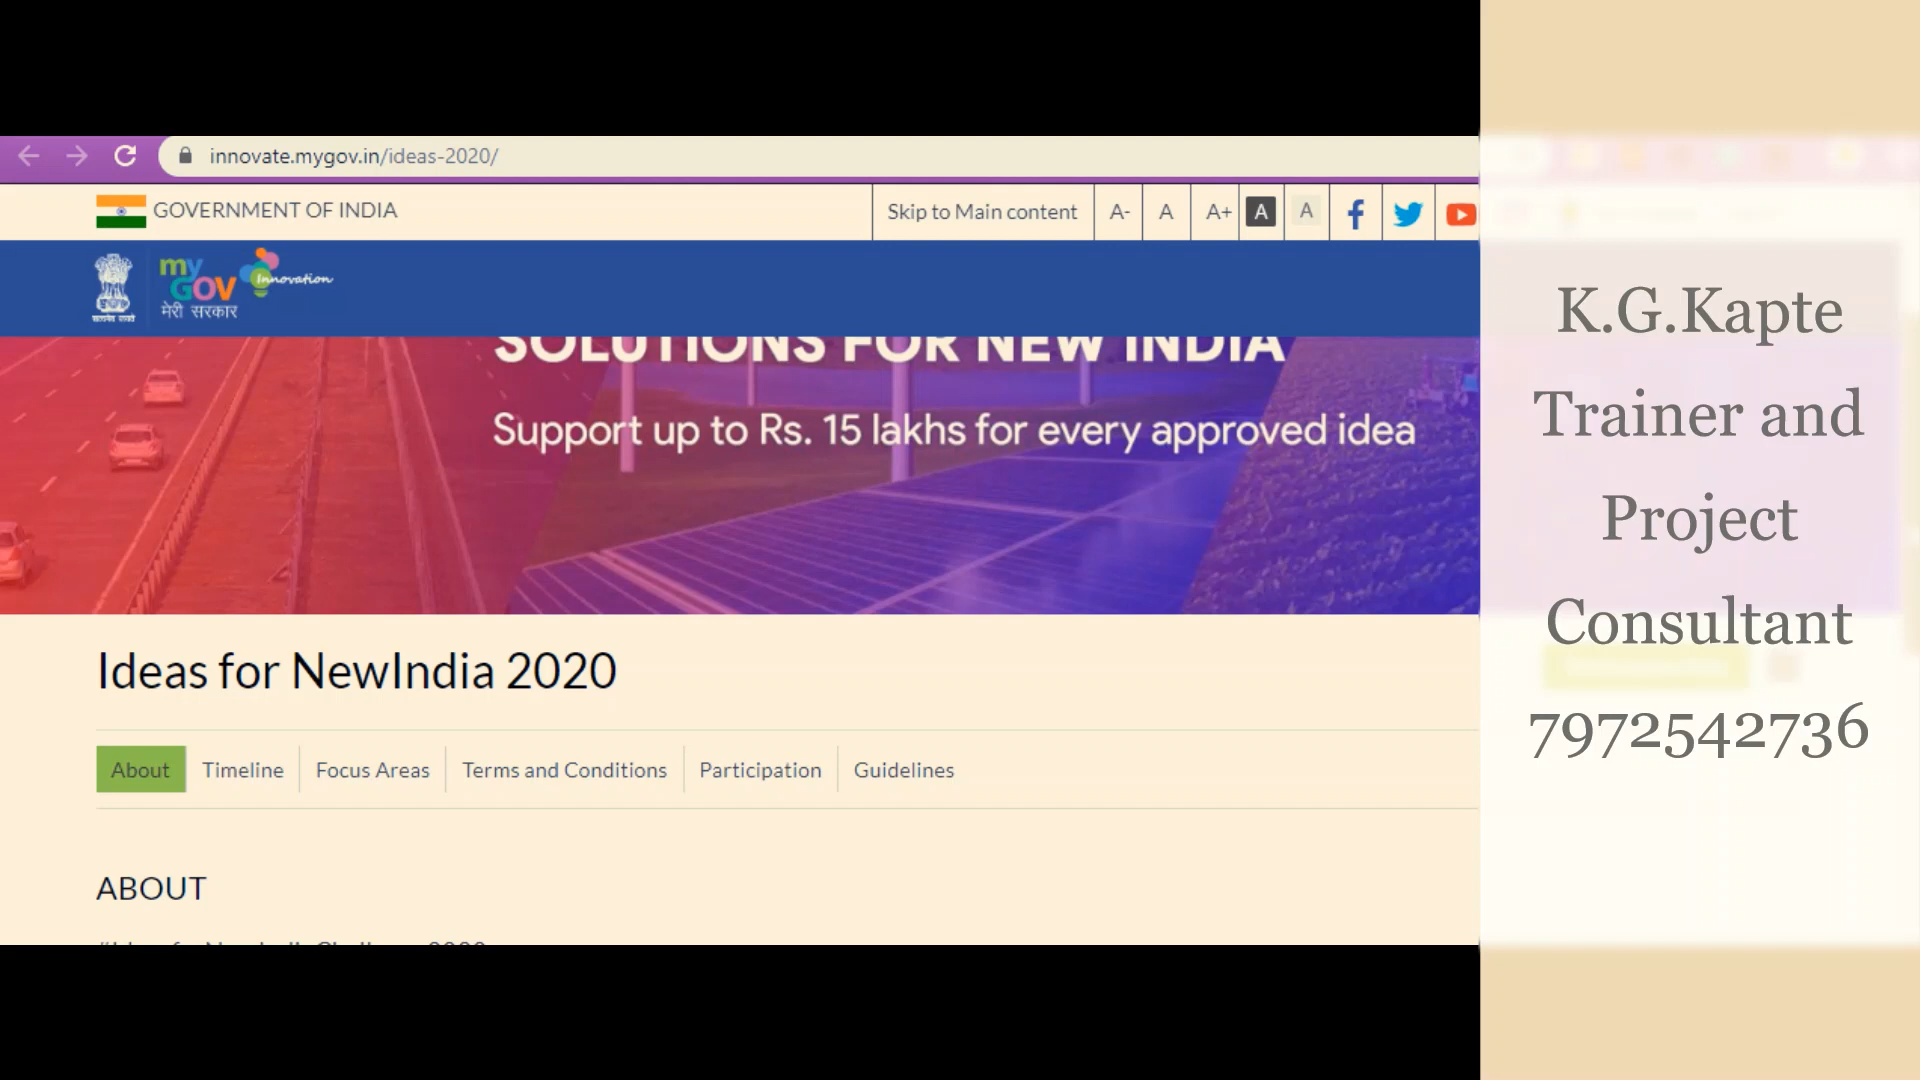 innovate.mygov.in/ideas-2020/
GOVERNMENT OF INDIA
Skip to Main content
A-
A
A+
A
A
my
GOV
Innovation
मेरी सरकार
SOLUTIONS FOR NEW INDIA
Support up to Rs. 15 lakhs for every approved idea
Ideas for NewIndia 2020
About
Timeline
Focus Areas
Terms and Conditions
Participation
Guidelines
ABOUT
K.G.Kapte
Trainer and
Project
Consultant
7972542736